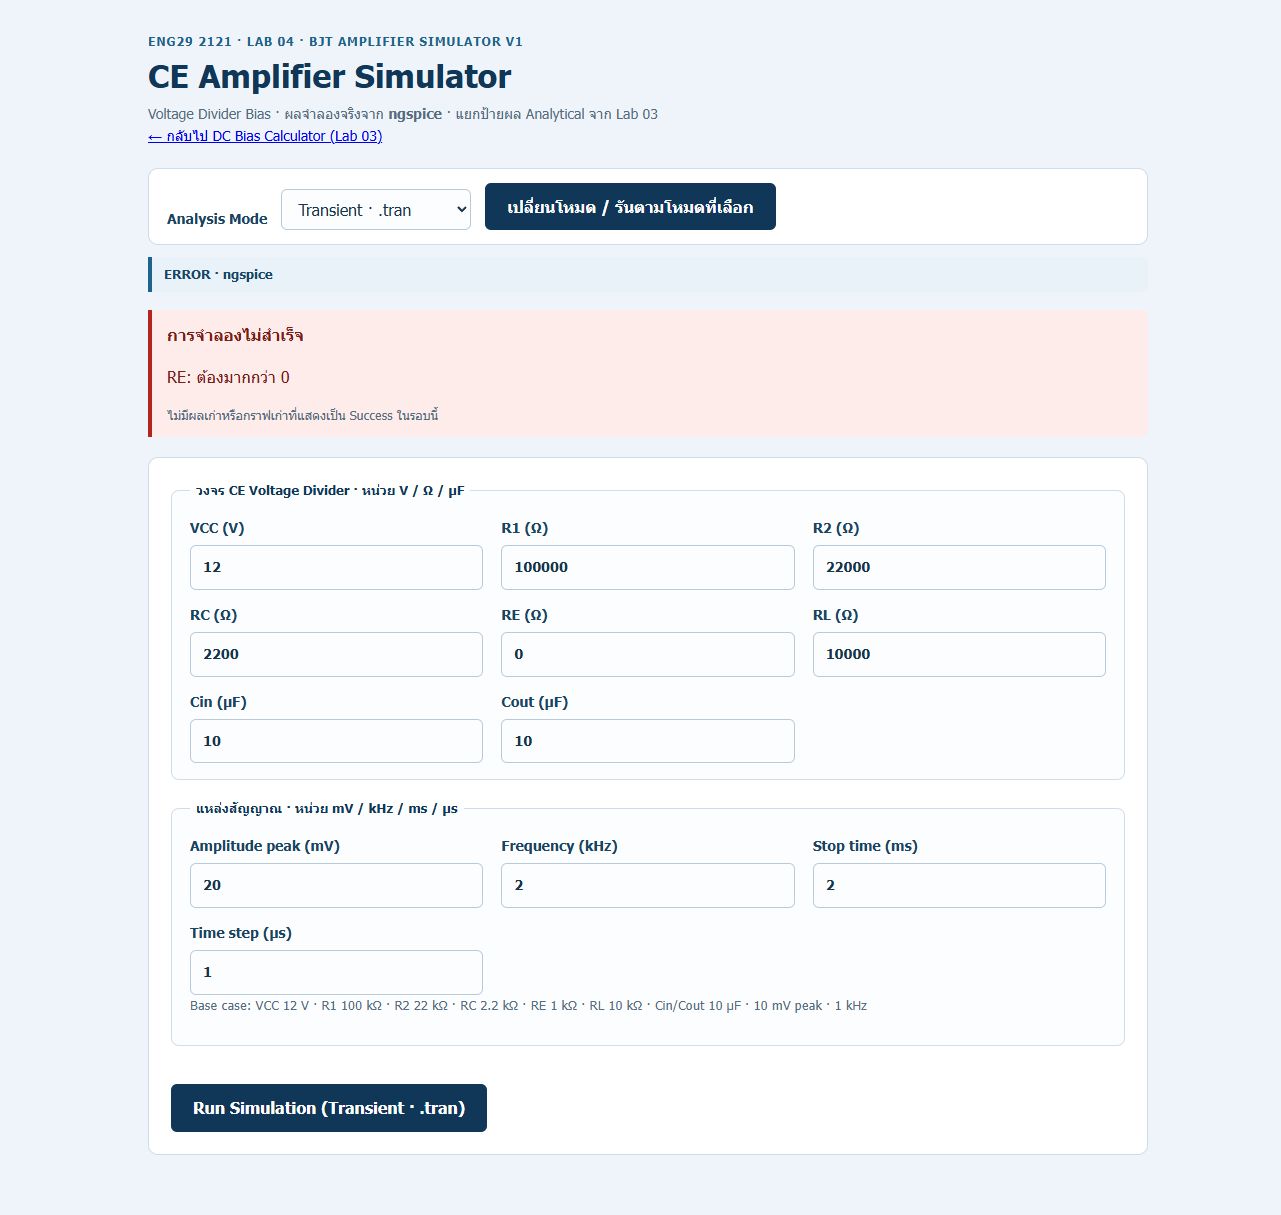 ENG29 2121 · LAB 04 · BJT AMPLIFIER SIMULATOR V1
CE Amplifier Simulator
Voltage Divider Bias · ผลจำลองจริงจาก ngspice · แยกป้ายผล Analytical จาก Lab 03
← กลับไป DC Bias Calculator (Lab 03)
Analysis Mode
Transient · .tran
เปลี่ยนโหมด / รันตามโหมดที่เลือก
ERROR · ngspice
การจำลองไม่สำเร็จ
RE: ต้องมากกว่า 0
ไม่มีผลเก่าหรือกราฟเก่าที่แสดงเป็น Success ในรอบนี้
วงจร CE Voltage Divider · หน่วย V / Ω / µF
VCC (V) R1 (Ω) R2 (Ω)
12 100000 22000
RC (Ω) RE (Ω) RL (Ω)
2200 0 10000
Cin (µF) Cout (µF)
10 10
แหล่งสัญญาณ · หน่วย mV / kHz / ms / µs
Amplitude peak (mV) Frequency (kHz) Stop time (ms)
20 2 2
Time step (µs)
1
Base case: VCC 12 V · R1 100 kΩ · R2 22 kΩ · RC 2.2 kΩ · RE 1 kΩ · RL 10 kΩ · Cin/Cout 10 µF · 10 mV peak · 1 kHz
Run Simulation (Transient · .tran)